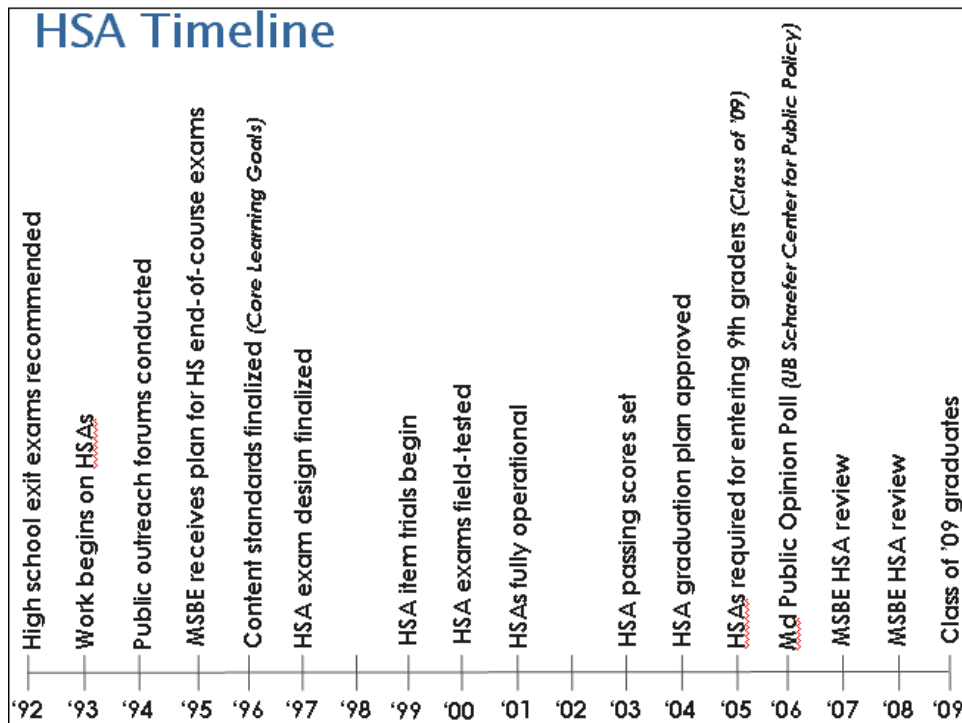 HSA Timeline
High school exit exams recommended
Work begins on HSAs
Public outreach forums conducted
MSBE receives plan for HS end-of-course exams
Content standards finalized (Core Learning Goals)
HSA exam design finalized
HSA item trials begin
HSA exams field-tested
HSAs fully operational
HSA passing scores set
HSA graduation plan approved
HSAs required for entering 9th graders (Class of '09)
Md Public Opinion Poll (UB Schaefer Center for Public Policy)
MSBE HSA review
MSBE HSA review
Class of '09 graduates
‘92 ‘93 ‘94 ‘95 ‘96 ‘97 ‘98 ‘99 ‘00 ‘01 ‘02 ‘03 ‘04 ‘05 ‘06 ‘07 ‘08 ‘09